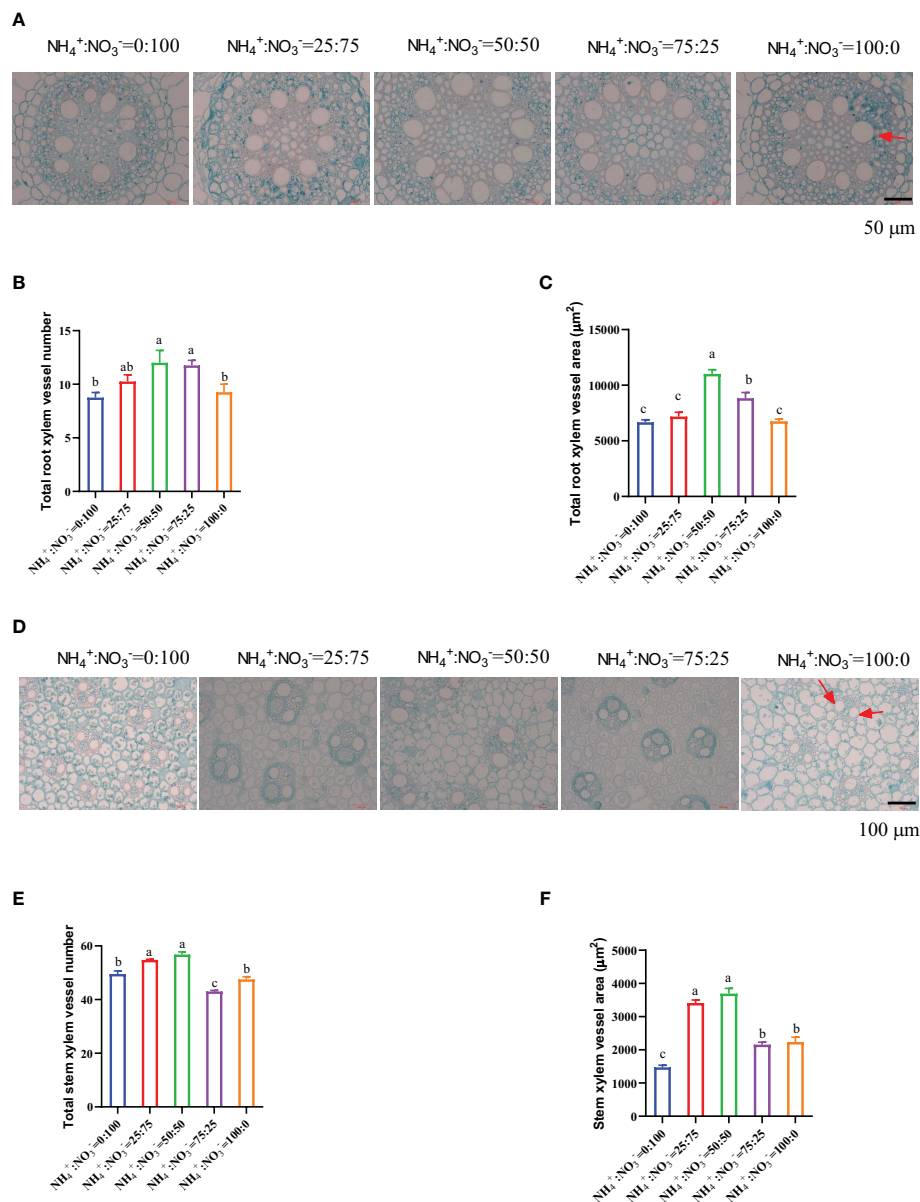 A
NH₄⁺:NO₃⁻=0:100 NH₄⁺:NO₃⁻=25:75 NH₄⁺:NO₃⁻=50:50 NH₄⁺:NO₃⁻=75:25 NH₄⁺:NO₃⁻=100:0
50 μm
B
Total root xylem vessel number
15
10
5
0
b ab a a b
NH₄⁺:NO₃⁻=0:100
NH₄⁺:NO₃⁻=25:75
NH₄⁺:NO₃⁻=50:50
NH₄⁺:NO₃⁻=75:25
NH₄⁺:NO₃⁻=100:0
C
Total root xylem vessel area (μm²)
15000
10000
5000
0
c c a b c
NH₄⁺:NO₃⁻=0:100
NH₄⁺:NO₃⁻=25:75
NH₄⁺:NO₃⁻=50:50
NH₄⁺:NO₃⁻=75:25
NH₄⁺:NO₃⁻=100:0
D
NH₄⁺:NO₃⁻=0:100 NH₄⁺:NO₃⁻=25:75 NH₄⁺:NO₃⁻=50:50 NH₄⁺:NO₃⁻=75:25 NH₄⁺:NO₃⁻=100:0
100 μm
E
Total stem xylem vessel number
60
40
20
0
b a a c b
NH₄⁺:NO₃⁻=0:100
NH₄⁺:NO₃⁻=25:75
NH₄⁺:NO₃⁻=50:50
NH₄⁺:NO₃⁻=75:25
NH₄⁺:NO₃⁻=100:0
F
Stem xylem vessel area (μm²)
5000
4000
3000
2000
1000
0
c a a b b
NH₄⁺:NO₃⁻=0:100
NH₄⁺:NO₃⁻=25:75
NH₄⁺:NO₃⁻=50:50
NH₄⁺:NO₃⁻=75:25
NH₄⁺:NO₃⁻=100:0